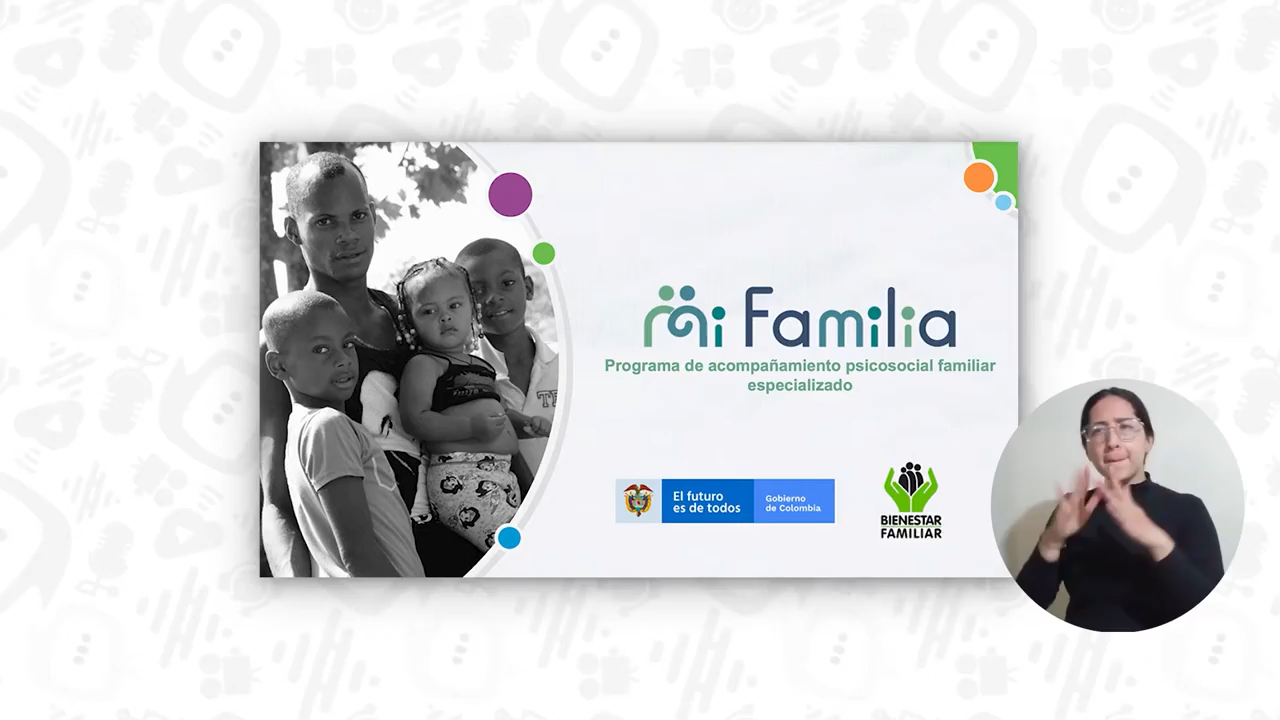 mi Familia
Programa de acompañamiento psicosocial familiar
especializado
El futuro
es de todos
Gobierno
de Colombia
BIENESTAR
FAMILIAR